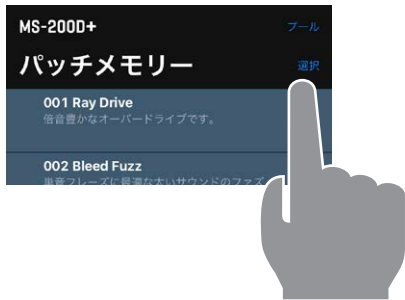 MS-200D+
プール
パッチメモリー
選択
001 Ray Drive
倍音豊かなオーバードライブです。
002 Bleed Fuzz
単音フレーズに最適な太いサウンドのファズ